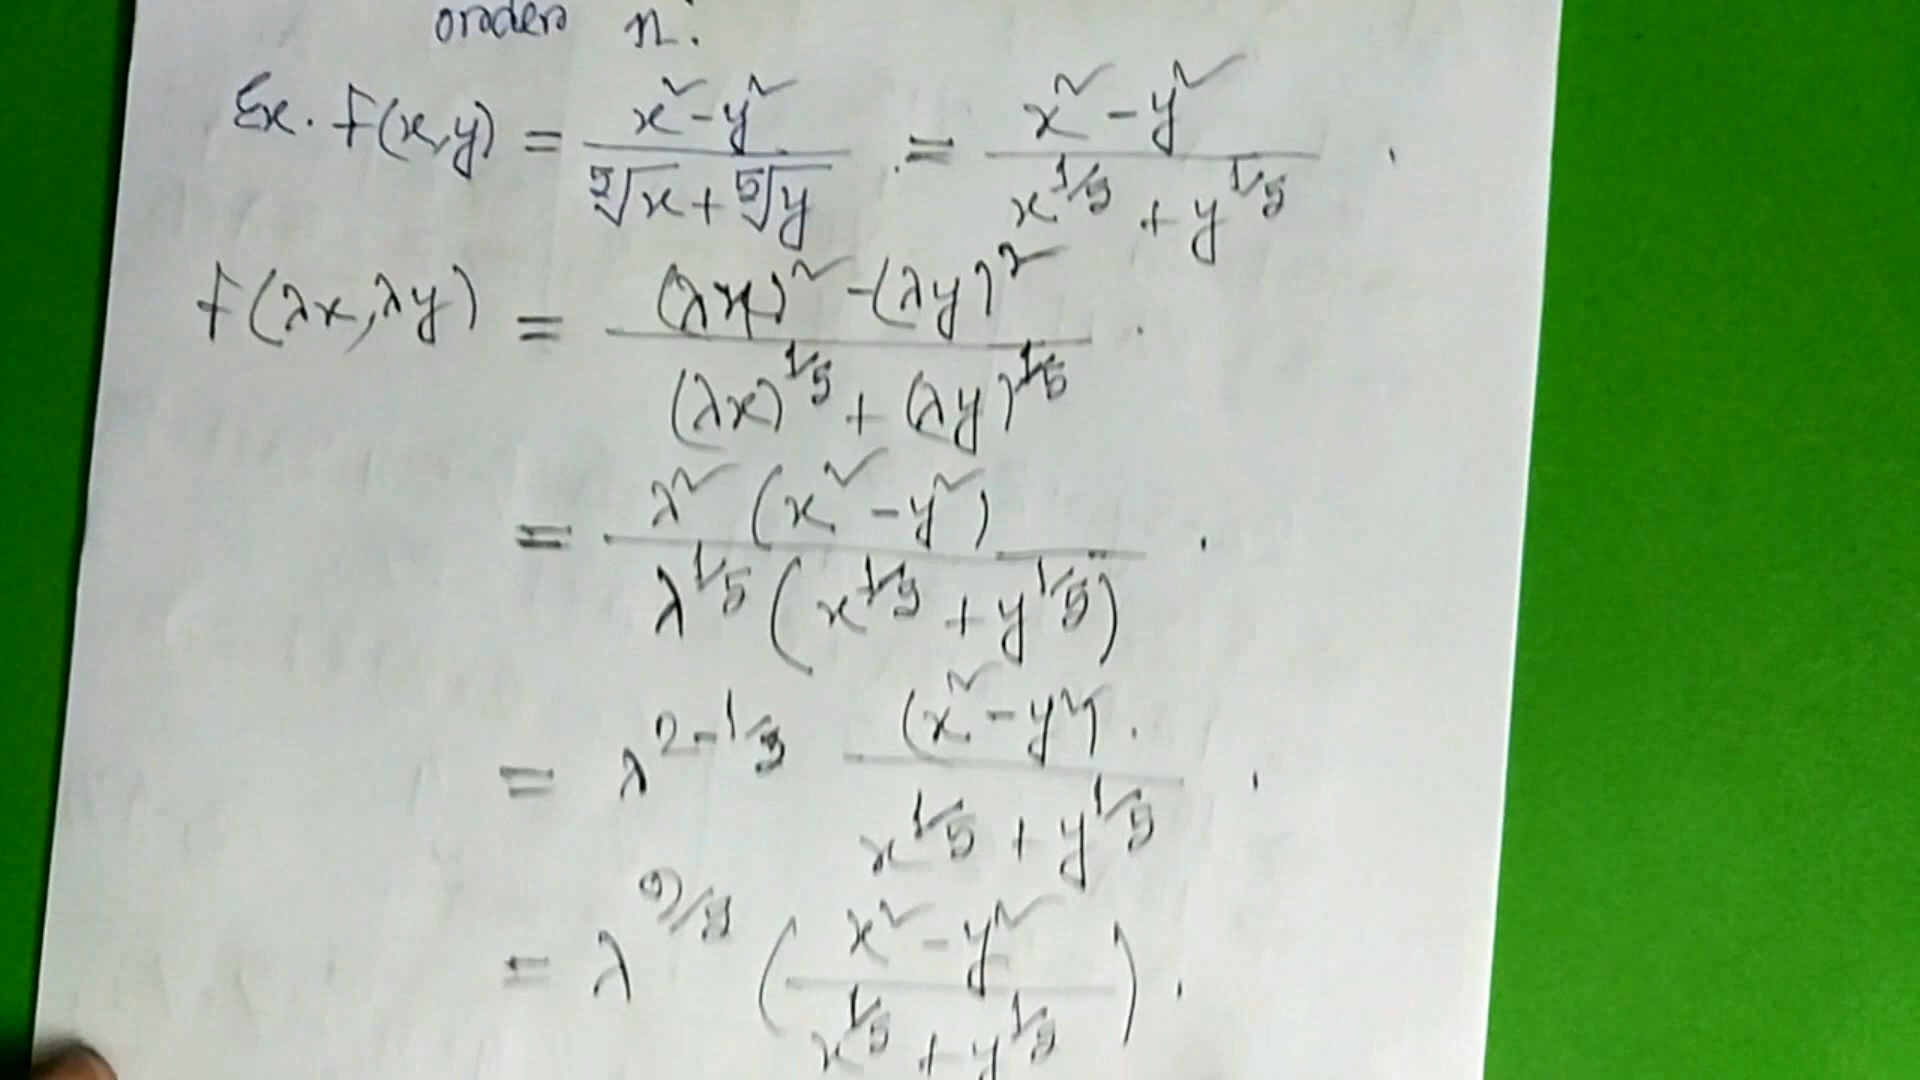 order n.
Ex. f(x,y) = (x² - y²) / (⁵√x + ⁵√y) = (x² - y²) / (x^(1/5) + y^(1/5)) .
f(λx, λy) = ((λx)² - (λy)²) / ((λx)^(1/5) + (λy)^(1/5)) .
= λ² (x² - y²) / λ^(1/5) (x^(1/5) + y^(1/5)) .
= λ^(2-1/5) (x² - y²) / (x^(1/5) + y^(1/5)) .
= λ^(9/5) ((x² - y²) / (x^(1/5) + y^(1/5))) .